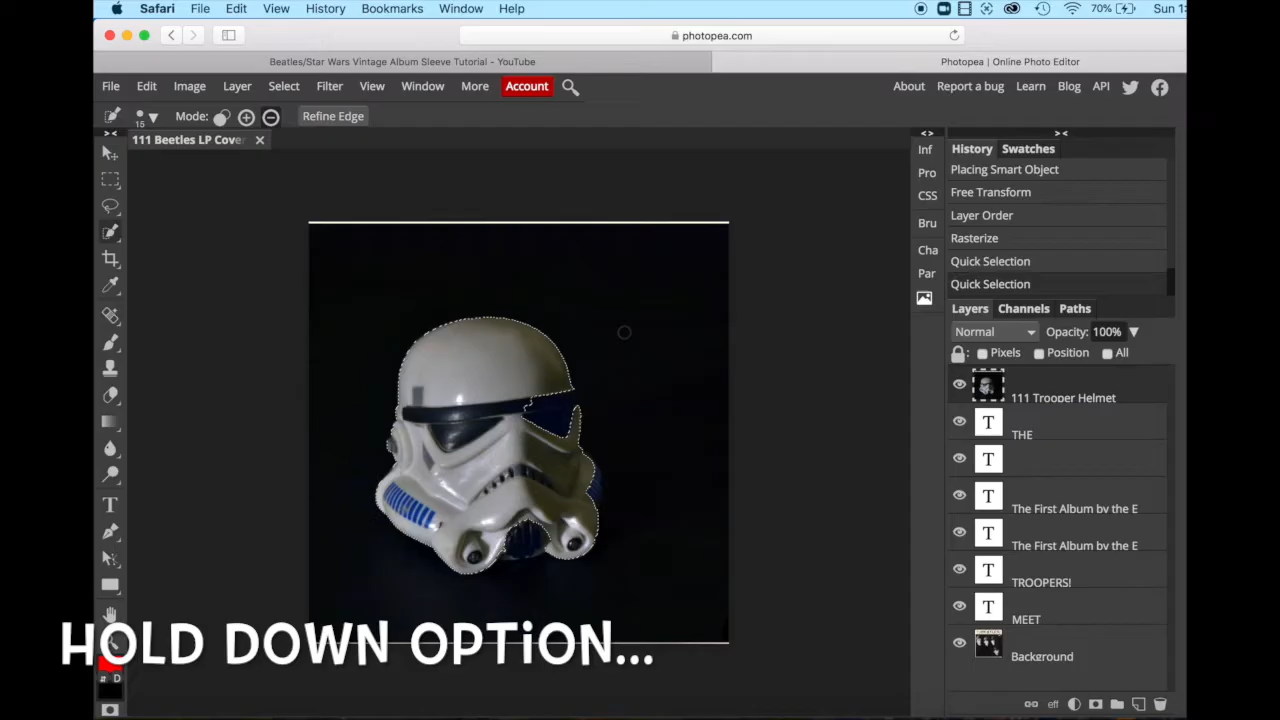 Safari File Edit View History Bookmarks Window Help 70% Sun 1:
photopea.com
Beatles/Star Wars Vintage Album Sleeve Tutorial - YouTube
Photopea | Online Photo Editor
File Edit Image Layer Select Filter View Window More Account
About Report a bug Learn Blog API
15 Mode: Refine Edge
111 Beetles LP Cove
Inf
Pro
CSS
Bru
Cha
Par
History Swatches
Placing Smart Object
Free Transform
Layer Order
Rasterize
Quick Selection
Quick Selection
Layers Channels Paths
Normal Opacity: 100%
: Pixels Position All
111 Trooper Helmet
T THE
T
T The First Album by the E
T The First Album by the E
T TROOPERS!
T MEET
Background
eff
T
D
HOLD DOWN OPTION...